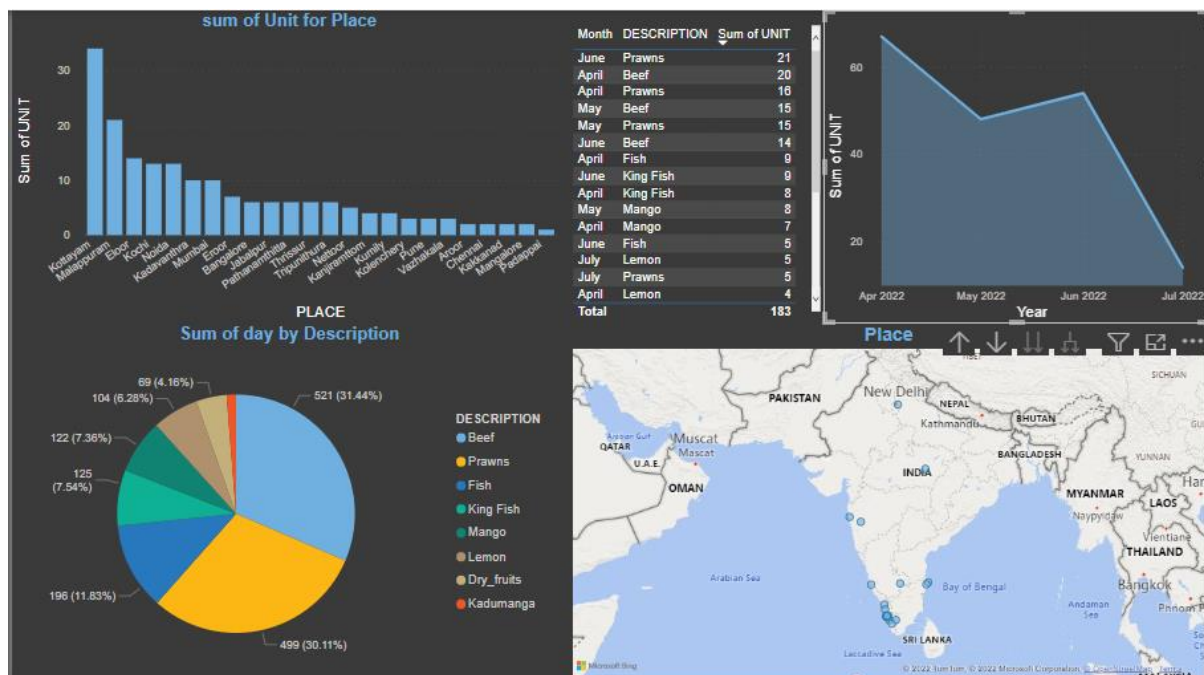 sum of Unit for Place
Sum of UNIT
30
20
10
0
Kottayam
Malappuram
Eloor
Kochi
Noida
Kadavanthra
Mumbai
Eroor
Bangalore
Jabalpur
Pathanamthitta
Thrissur
Tripunithura
Nettoor
Kanjiremttom
Kumily
Kolenchery
Pune
Vazhakala
Aroor
Chennai
Kakkanad
Mangalore
Padappai
PLACE
Month DESCRIPTION Sum of UNIT
June Prawns 21
April Beef 20
April Prawns 16
May Beef 15
May Prawns 15
June Beef 14
April Fish 9
June King Fish 9
April King Fish 8
May Mango 8
April Mango 7
June Fish 5
July Lemon 5
July Prawns 5
April Lemon 4
Total 183
Sum of UNIT
60
40
20
Apr 2022 May 2022 Jun 2022 Jul 2022
Year
Sum of day by Description
69 (4.16%)
104 (6.28%)
122 (7.36%)
125
(7.54%)
196 (11.83%)
521 (31.44%)
499 (30.11%)
DESCRIPTION
Beef
Prawns
Fish
King Fish
Mango
Lemon
Dry_fruits
Kadumanga
Place
SICHUAN
New Delhi
PAKISTAN
NEPAL
Kathmandu
BHUTAN
Muscat
Mascat
QATAR
U.A.E.
BANGLADESH
YUNNAN
INDIA
OMAN
MYANMAR
LAOS
Naypyidaw
Vientiane
THAILAND
Arabian Sea
Bay of Bengal
Bangkok
Andaman
Sea
SRI LANKA
Laccadive Sea
Microsoft Bing
© 2022 TomTom, © 2022 Microsoft Corporation, © OpenStreetMap Terms